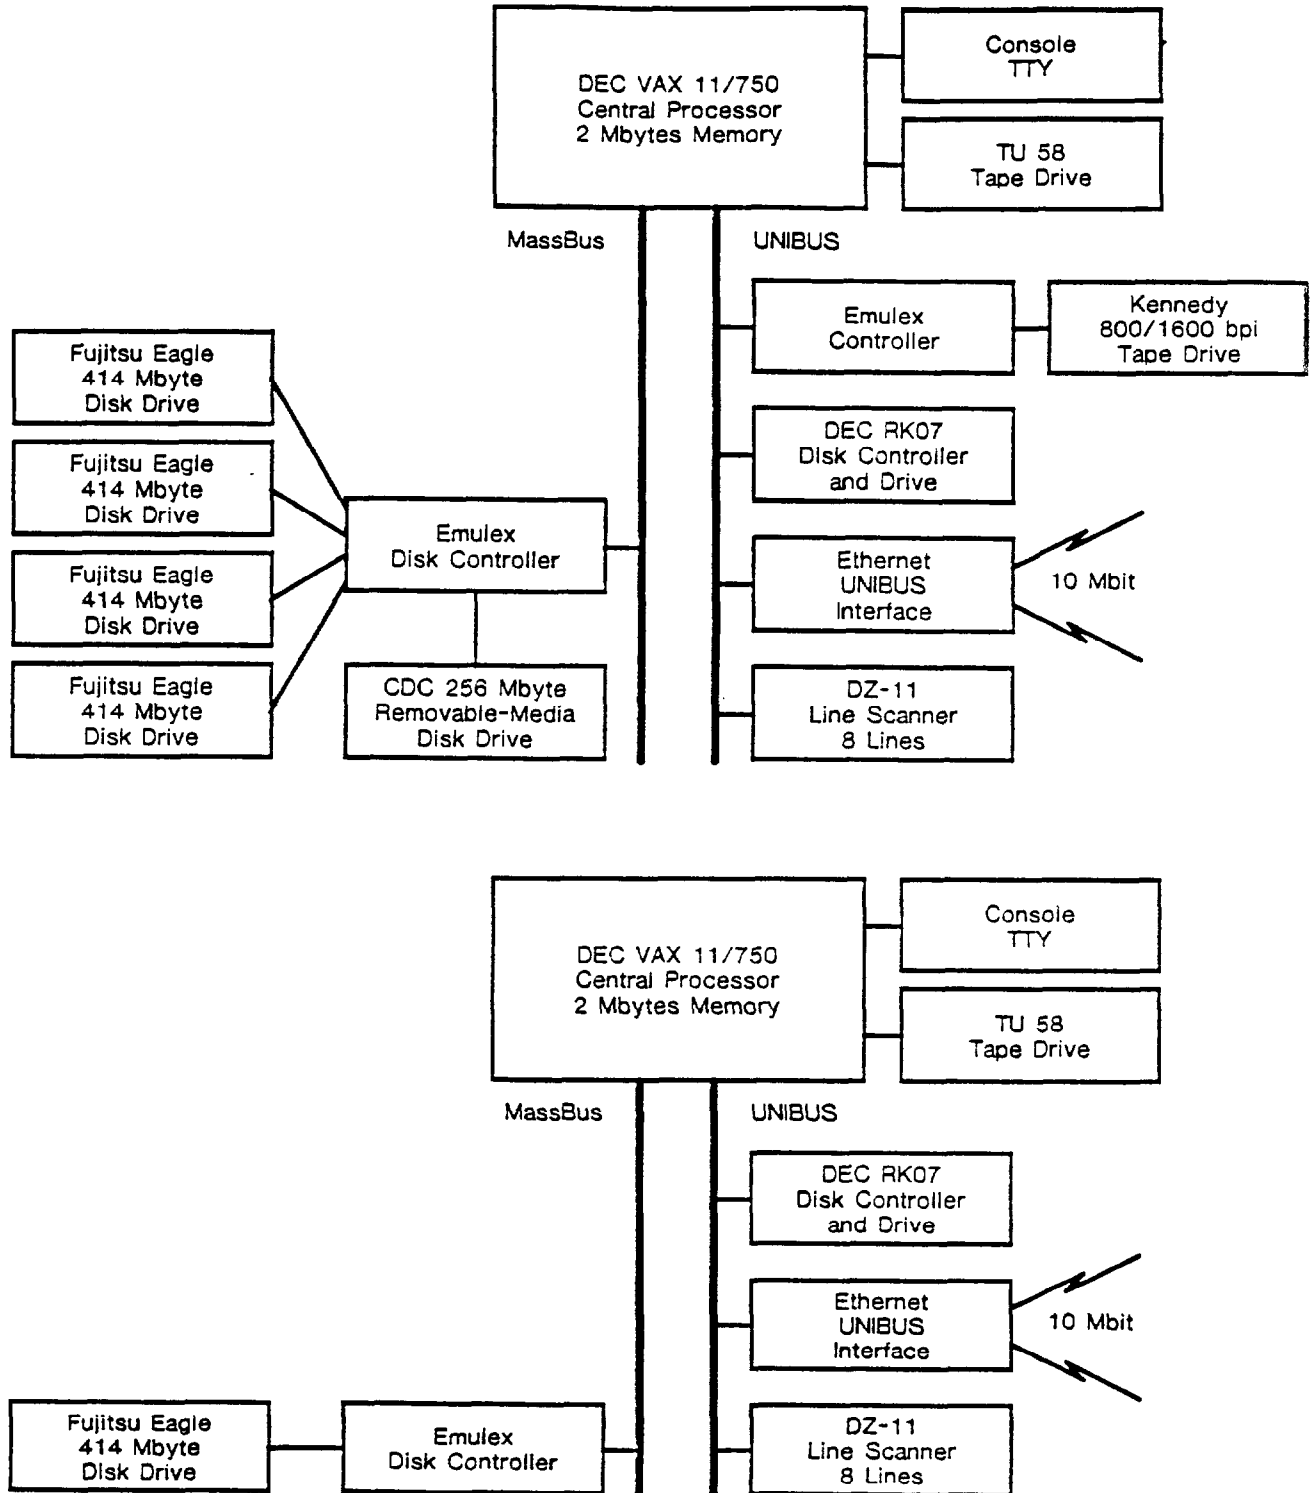 DEC VAX 11/750
Central Processor
2 Mbytes Memory
Console
TTY
TU 58
Tape Drive
MassBus
UNIBUS
Emulex
Controller
Kennedy
800/1600 bpi
Tape Drive
Fujitsu Eagle
414 Mbyte
Disk Drive
Fujitsu Eagle
414 Mbyte
Disk Drive
Fujitsu Eagle
414 Mbyte
Disk Drive
Fujitsu Eagle
414 Mbyte
Disk Drive
Emulex
Disk Controller
CDC 256 Mbyte
Removable-Media
Disk Drive
DEC RK07
Disk Controller
and Drive
Ethernet
UNIBUS
Interface
10 Mbit
DZ-11
Line Scanner
8 Lines
DEC VAX 11/750
Central Processor
2 Mbytes Memory
Console
TTY
TU 58
Tape Drive
MassBus
UNIBUS
DEC RK07
Disk Controller
and Drive
Ethernet
UNIBUS
Interface
10 Mbit
Fujitsu Eagle
414 Mbyte
Disk Drive
Emulex
Disk Controller
DZ-11
Line Scanner
8 Lines